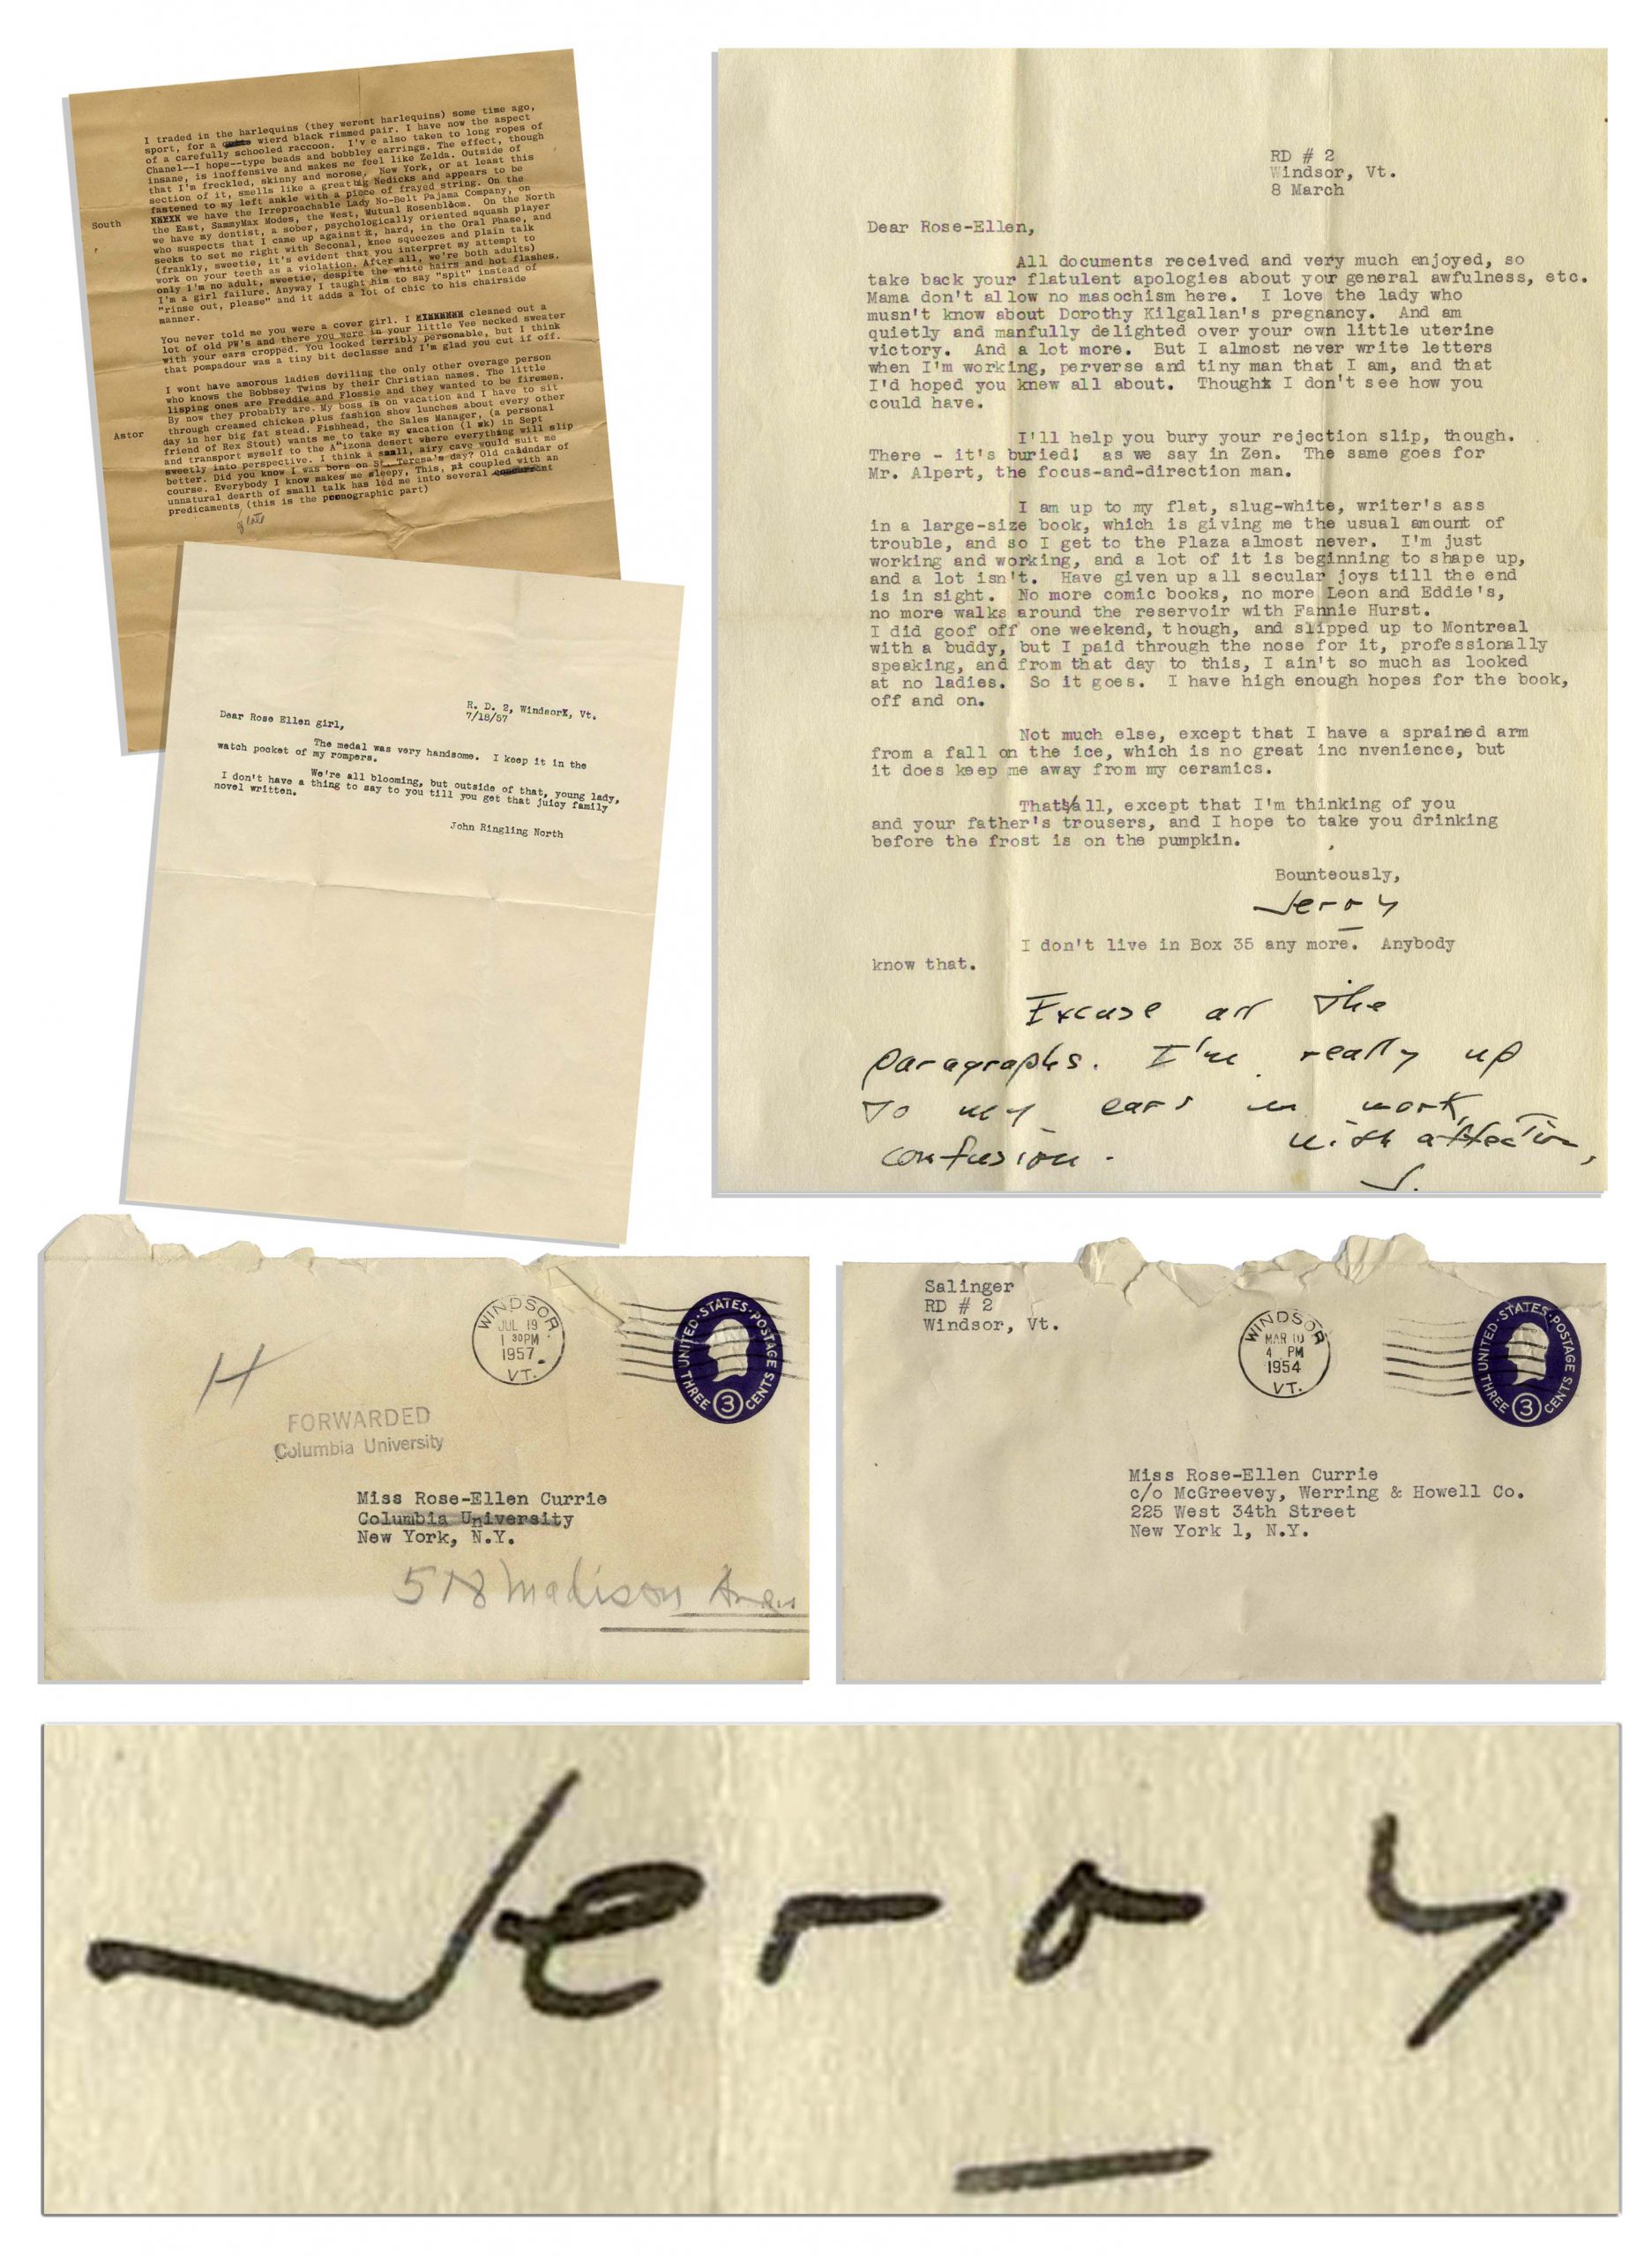 I traded in the harlequins (they werent harlequins) some time ago,
sport, for a wierd black rimmed pair. I have now the aspect
of a carefully schooled raccoon. I'v e also taken to long ropes of
Chanel--I hope--type beads and bobbley earrings. The effect, though
insane, is inoffensive and makes me feel like Zelda. Outside of
that I'm freckled, skinny and morose, New York, or at least this
section of it, smells like a great big Nedicks and appears to be
fastened to my left ankle with a piece of frayed string. On the
South XXXXX we have the Irreproachable Lady No-Belt Pajama Company, on
the East, SammyMax Modes, the West, Mutual Rosenbloom. On the North
we have my dentist, a sober, psychologically oriented squash player
who suspects that I came up against it, hard, in the Oral Phase, and
seeks to set me right with Seconal, knee squeezes and plain talk
(frankly, sweetie, it's evident that you interpret my attempt to
work on your teeth as a violation. After all, we're both adults)
only I'm no adult, sweetie, despite the white hairs and hot flashes.
I'm a girl failure. Anyway I taught him to say "spit" instead of
"rinse out, please" and it adds a lot of chic to his chairside
manner.
You never told me you were a cover girl. I cleaned out a
lot of old PW's and there you were in your little Vee necked sweater
with your ears cropped. You looked terribly personable, but I think
that pompadour was a tiny bit declasse and I'm glad you cut if off.
I wont have amorous ladies deviling the only other overage person
who knows the Bobbsey Twins by their Christian names. The little
lisping ones are Freddie and Flossie and they wanted to be firemen.
By now they probably are. My boss is on vacation and I have to sit
through creamed chicken plus fashion show lunches about every other
Astor day in her big fat stead. Fishhead, the Sales Manager, (a personal
friend of Rex Stout) wants me to take my vacation (1 wk) in Sept
and transport myself to the A"izona desert where everything will slip
sweetly into perspective. I think a small, airy cave would suit me
better. Did you know I was born on St. Teresa's day? Old calindar of
course. Everybody I know makes me sleepy, This, coupled with an
unnatural dearth of small talk has led me into several concurrent
predicaments (this is the pornographic part)
of late
R. D. 2, Windsor, Vt.
7/18/57
Dear Rose Ellen girl,
The medal was very handsome. I keep it in the
watch pocket of my rompers.
We're all blooming, but outside of that, young lady,
I don't have a thing to say to you till you get that juicy family
novel written.
John Ringling North
RD # 2
Windsor, Vt.
8 March
Dear Rose-Ellen,
All documents received and very much enjoyed, so
take back your flatulent apologies about your general awfulness, etc.
Mama don't allow no masochism here. I love the lady who
musn't know about Dorothy Kilgallan's pregnancy. And am
quietly and manfully delighted over your own little uterine
victory. And a lot more. But I almost never write letters
when I'm working, perverse and tiny man that I am, and that
I'd hoped you knew all about. Though I don't see how you
could have.
I'll help you bury your rejection slip, though.
There - it's buried! as we say in Zen. The same goes for
Mr. Alpert, the focus-and-direction man.
I am up to my flat, slug-white, writer's ass
in a large-size book, which is giving me the usual amount of
trouble, and so I get to the Plaza almost never. I'm just
working and working, and a lot of it is beginning to shape up,
and a lot isn't. Have given up all secular joys till the end
is in sight. No more comic books, no more Leon and Eddie's,
no more walks around the reservoir with Fannie Hurst.
I did goof off one weekend, though, and slipped up to Montreal
with a buddy, but I paid through the nose for it, professionally
speaking, and from that day to this, I ain't so much as looked
at no ladies. So it goes. I have high enough hopes for the book,
off and on.
Not much else, except that I have a sprained arm
from a fall on the ice, which is no great inc nvenience, but
it does keep me away from my ceramics.
That's all, except that I'm thinking of you
and your father's trousers, and I hope to take you drinking
before the frost is on the pumpkin.
Bounteously,
Jerry
I don't live in Box 35 any more. Anybody
know that.
Excuse all the
paragraphs. I'm really up
to my ears in work,
confusion. with affection,
J.
WINDSOR
JUL 19
1 30PM
1957
VT.
UNITED STATES POSTAGE
THREE 3 CENTS
H
FORWARDED
Columbia University
Miss Rose-Ellen Currie
Columbia University
New York, N.Y.
518 Madison Ave
Salinger
RD # 2
Windsor, Vt.
WINDSOR
MAR 10
4 PM
1954
VT.
UNITED STATES POSTAGE
THREE 3 CENTS
Miss Rose-Ellen Currie
c/o McGreevey, Werring & Howell Co.
225 West 34th Street
New York 1, N.Y.
Jerry